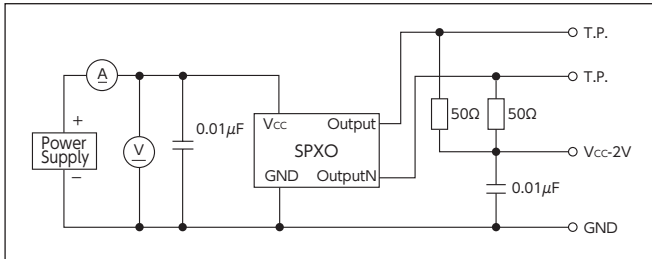 T.P.
A
T.P.
+
0.01μF
Vcc Output
50Ω 50Ω
Power
Supply
V
SPXO
Vcc-2V
GND OutputN
−
0.01μF
GND